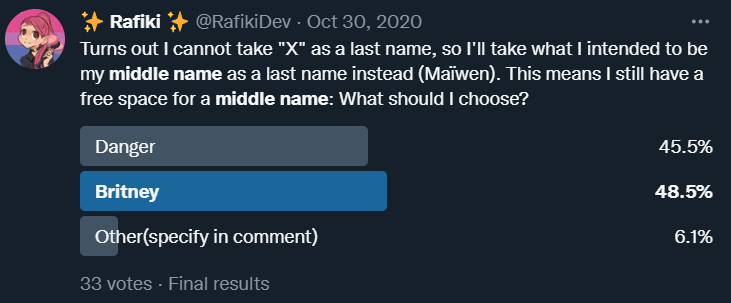 ✨ Rafiki ✨ @RafikiDev · Oct 30, 2020
Turns out I cannot take "X" as a last name, so I'll take what I intended to be
my middle name as a last name instead (Maïwen). This means I still have a
free space for a middle name: What should I choose?
Danger 45.5%
Britney 48.5%
Other(specify in comment) 6.1%
33 votes · Final results